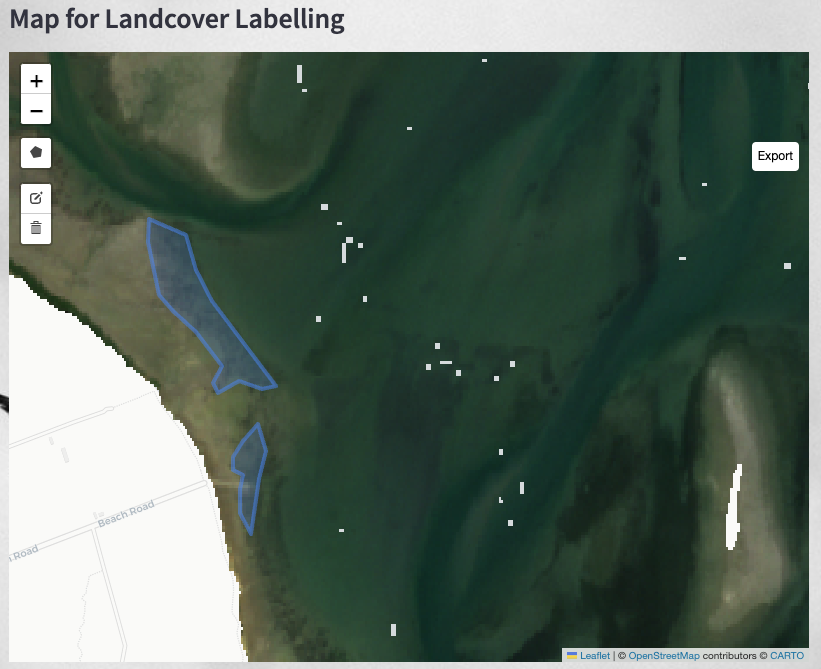 Map for Landcover Labelling
+
−
Export
Beach Road
Road
Leaflet | © OpenStreetMap contributors © CARTO